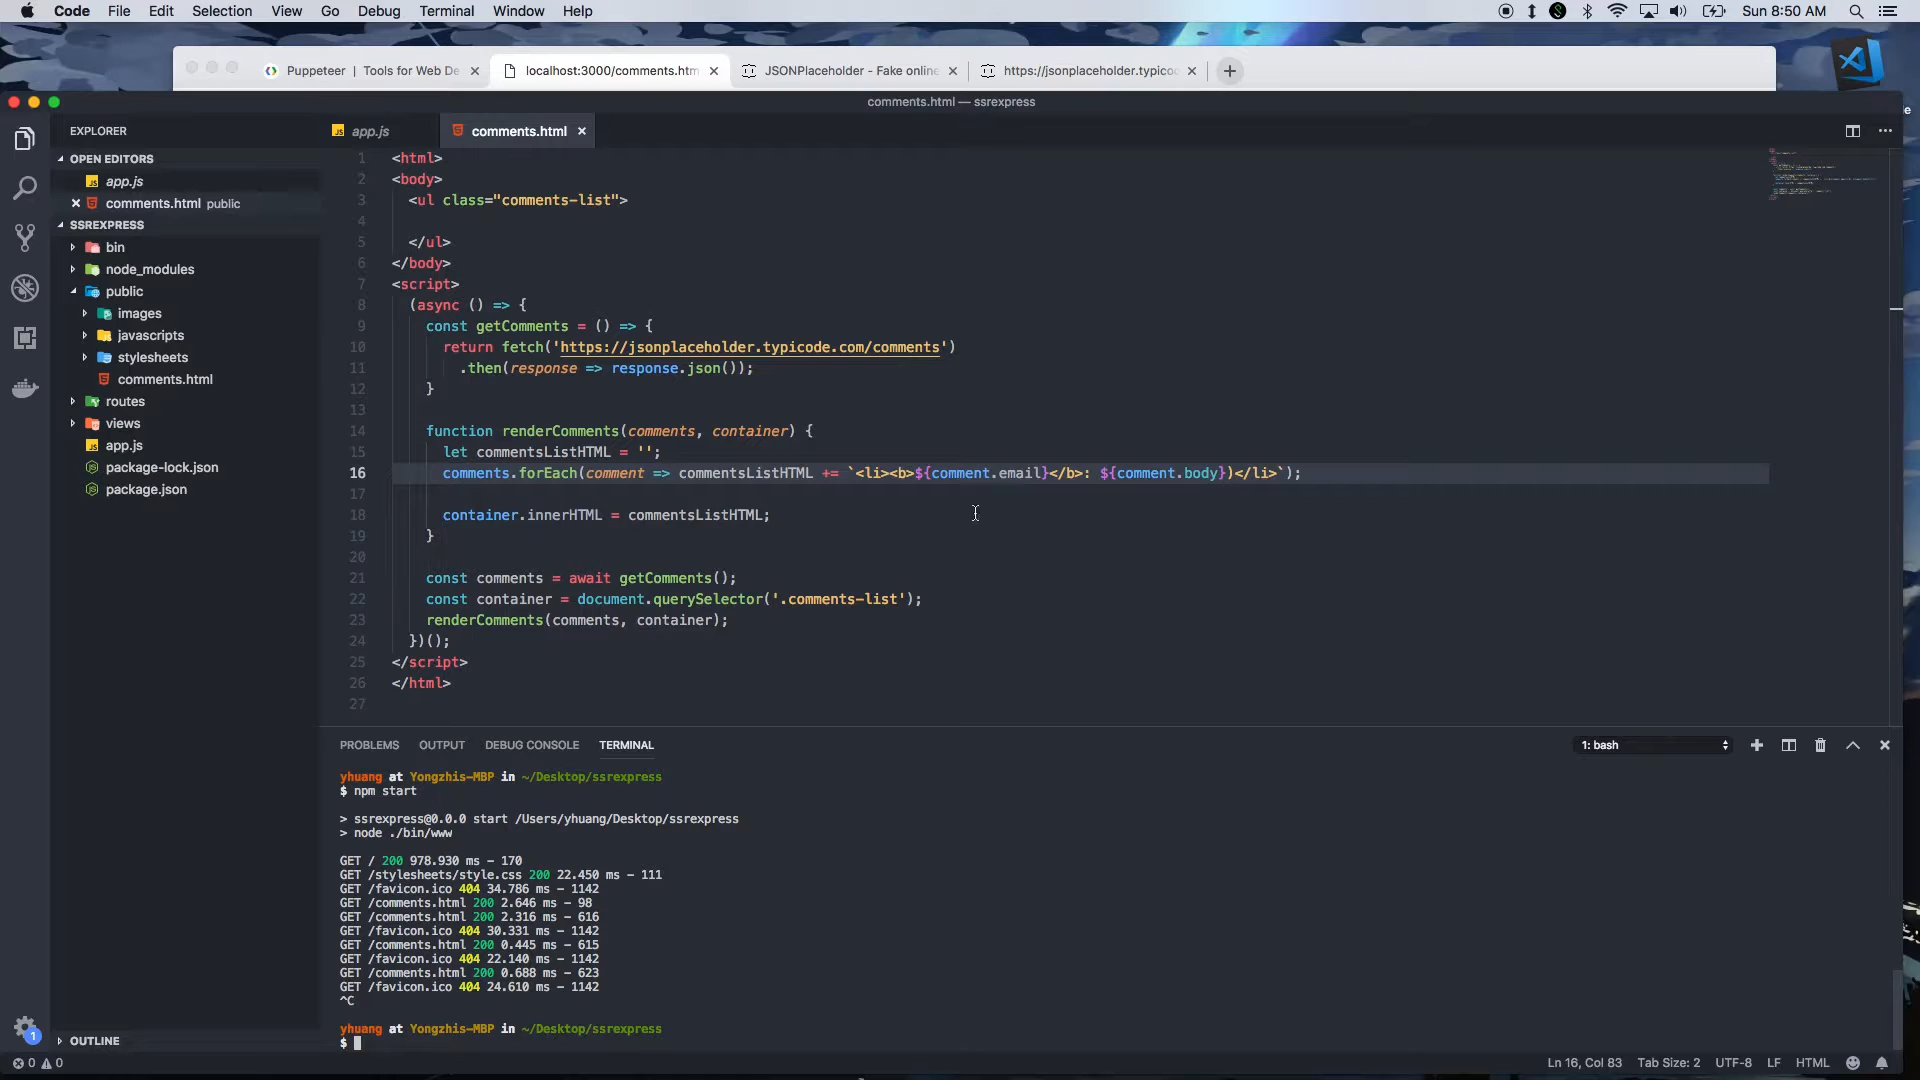 Code File Edit Selection View Go Debug Terminal Window Help Sun 8:50 AM
Puppeteer | Tools for Web De
localhost:3000/comments.htm
JSONPlaceholder - Fake online
https://jsonplaceholder.typico
comments.html — ssrexpress
EXPLORER
app.js
comments.html
OPEN EDITORS
app.js
comments.html public
SSREXPRESS
bin
node_modules
public
images
javascripts
stylesheets
comments.html
routes
views
app.js
package-lock.json
package.json
OUTLINE
1 <html>
2 <body>
3 <ul class="comments-list">
4
5 </ul>
6 </body>
7 <script>
8 (async () => {
9 const getComments = () => {
10 return fetch('https://jsonplaceholder.typicode.com/comments')
11 .then(response => response.json());
12 }
13
14 function renderComments(comments, container) {
15 let commentsListHTML = '';
16 comments.forEach(comment => commentsListHTML += `<li><b>${comment.email}</b>: ${comment.body})</li>`);
17
18 container.innerHTML = commentsListHTML;
19 }
20
21 const comments = await getComments();
22 const container = document.querySelector('.comments-list');
23 renderComments(comments, container);
24 })();
25 </script>
26 </html>
27
PROBLEMS OUTPUT DEBUG CONSOLE TERMINAL 1: bash
yhuang at Yongzhis-MBP in ~/Desktop/ssrexpress
$ npm start
> ssrexpress@0.0.0 start /Users/yhuang/Desktop/ssrexpress
> node ./bin/www
GET / 200 978.930 ms - 170
GET /stylesheets/style.css 200 22.450 ms - 111
GET /favicon.ico 404 34.786 ms - 1142
GET /comments.html 200 2.646 ms - 98
GET /comments.html 200 2.316 ms - 616
GET /favicon.ico 404 30.331 ms - 1142
GET /comments.html 200 0.445 ms - 615
GET /favicon.ico 404 22.140 ms - 1142
GET /comments.html 200 0.688 ms - 623
GET /favicon.ico 404 24.610 ms - 1142
^C
yhuang at Yongzhis-MBP in ~/Desktop/ssrexpress
$
1
0 0 Ln 16, Col 83 Tab Size: 2 UTF-8 LF HTML